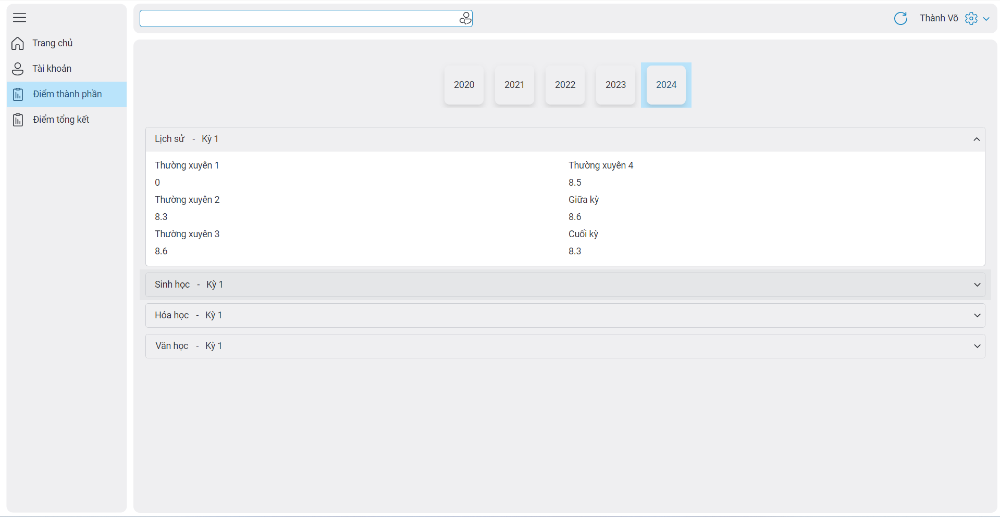 Thành Võ
Trang chủ
Tài khoản
Điểm thành phần
Điểm tổng kết
2020 2021 2022 2023 2024
Lịch sử - Kỳ 1
Thường xuyên 1
0
Thường xuyên 2
8.3
Thường xuyên 3
8.6
Thường xuyên 4
8.5
Giữa kỳ
8.6
Cuối kỳ
8.3
Sinh học - Kỳ 1
Hóa học - Kỳ 1
Văn học - Kỳ 1